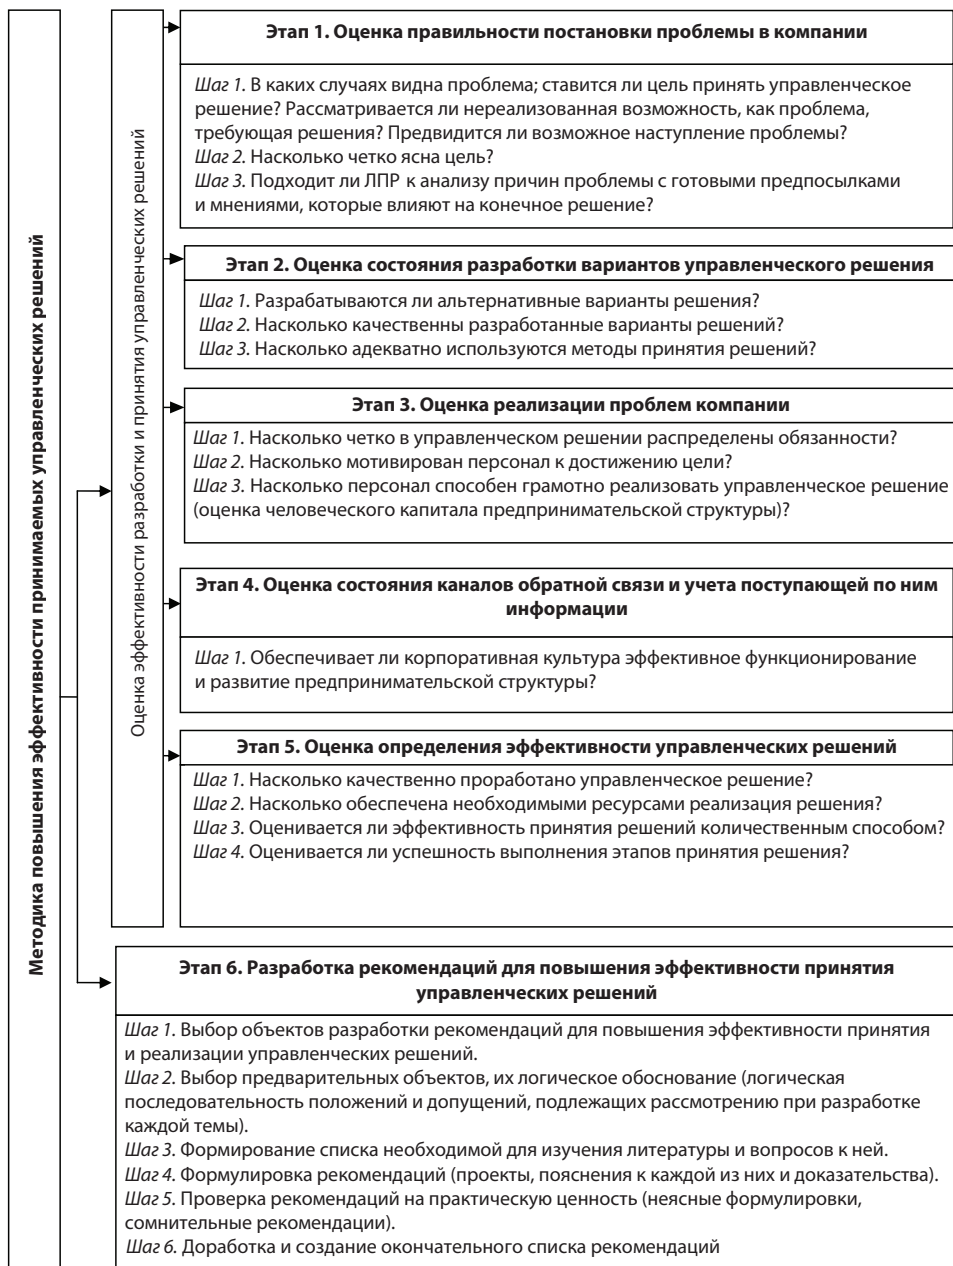 Методика повышения эффективности принимаемых управленческих решений
Оценка эффективности разработки и принятия управленческих решений
Этап 1. Оценка правильности постановки проблемы в компании
Шаг 1. В каких случаях видна проблема; ставится ли цель принять управленческое
решение? Рассматривается ли нереализованная возможность, как проблема,
требующая решения? Предвидится ли возможное наступление проблемы?
Шаг 2. Насколько четко ясна цель?
Шаг 3. Подходит ли ЛПР к анализу причин проблемы с готовыми предпосылками
и мнениями, которые влияют на конечное решение?
Этап 2. Оценка состояния разработки вариантов управленческого решения
Шаг 1. Разрабатываются ли альтернативные варианты решения?
Шаг 2. Насколько качественны разработанные варианты решений?
Шаг 3. Насколько адекватно используются методы принятия решений?
Этап 3. Оценка реализации проблем компании
Шаг 1. Насколько четко в управленческом решении распределены обязанности?
Шаг 2. Насколько мотивирован персонал к достижению цели?
Шаг 3. Насколько персонал способен грамотно реализовать управленческое решение
(оценка человеческого капитала предпринимательской структуры)?
Этап 4. Оценка состояния каналов обратной связи и учета поступающей по ним
информации
Шаг 1. Обеспечивает ли корпоративная культура эффективное функционирование
и развитие предпринимательской структуры?
Этап 5. Оценка определения эффективности управленческих решений
Шаг 1. Насколько качественно проработано управленческое решение?
Шаг 2. Насколько обеспечена необходимыми ресурсами реализация решения?
Шаг 3. Оценивается ли эффективность принятия решений количественным способом?
Шаг 4. Оценивается ли успешность выполнения этапов принятия решения?
Этап 6. Разработка рекомендаций для повышения эффективности принятия
управленческих решений
Шаг 1. Выбор объектов разработки рекомендаций для повышения эффективности принятия
и реализации управленческих решений.
Шаг 2. Выбор предварительных объектов, их логическое обоснование (логическая
последовательность положений и допущений, подлежащих рассмотрению при разработке
каждой темы).
Шаг 3. Формирование списка необходимой для изучения литературы и вопросов к ней.
Шаг 4. Формулировка рекомендаций (проекты, пояснения к каждой из них и доказательства).
Шаг 5. Проверка рекомендаций на практическую ценность (неясные формулировки,
сомнительные рекомендации).
Шаг 6. Доработка и создание окончательного списка рекомендаций